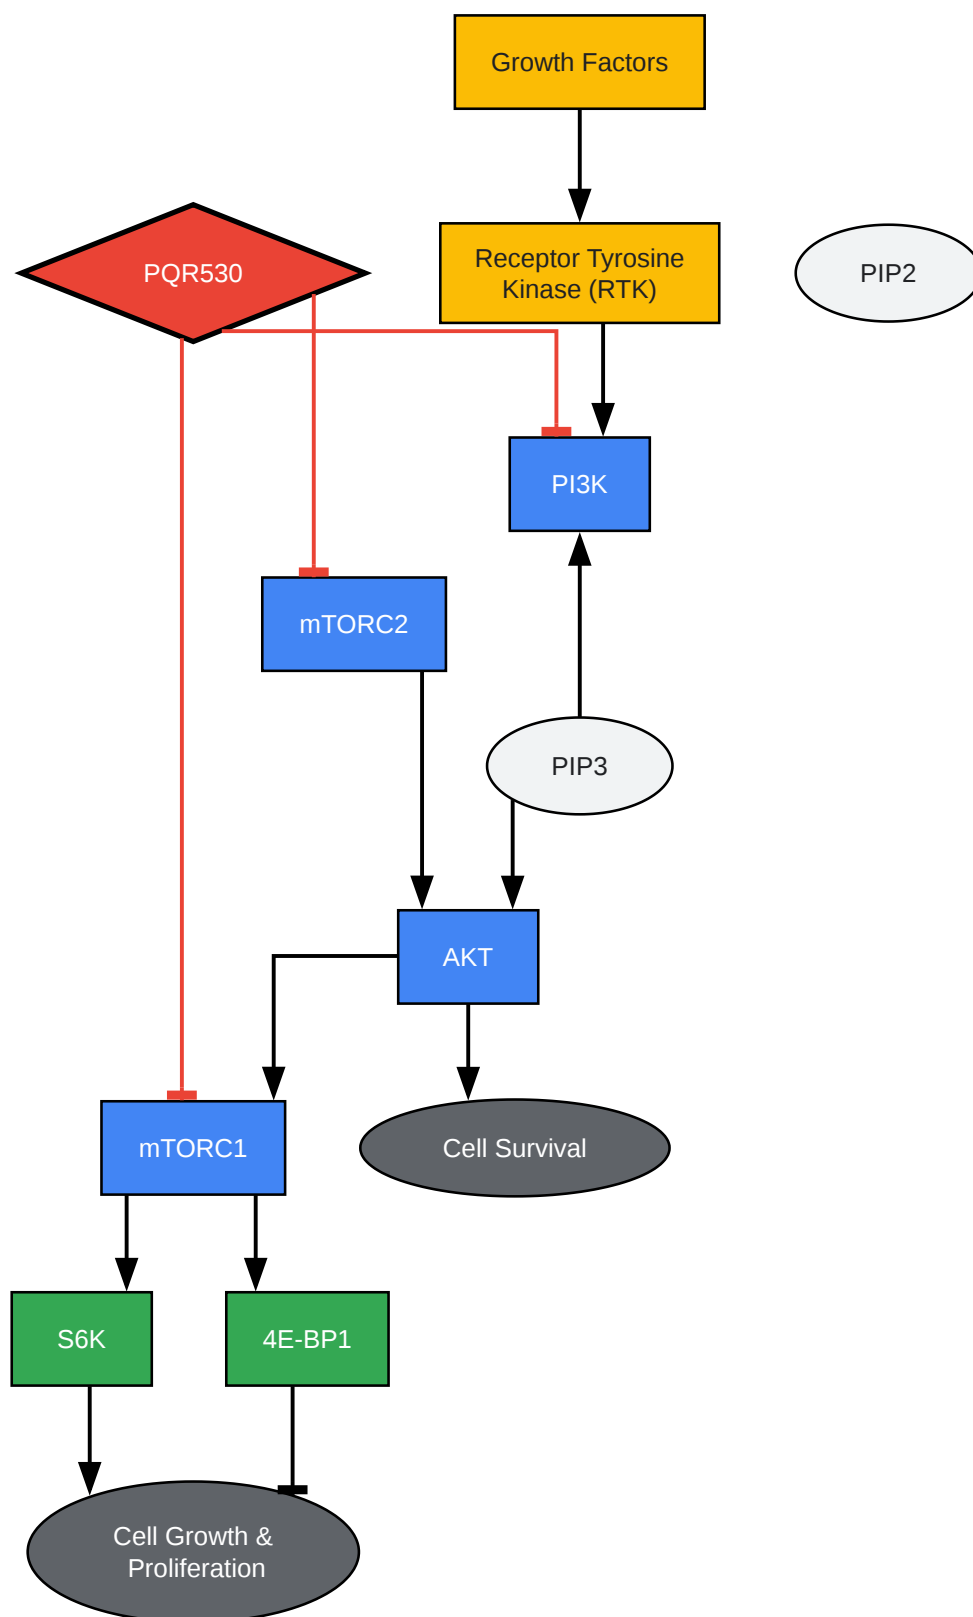 Growth Factors
PQR530
Receptor Tyrosine
Kinase (RTK)
PIP2
PI3K
mTORC2
PIP3
AKT
mTORC1
Cell Survival
S6K
4E-BP1
Cell Growth &
Proliferation